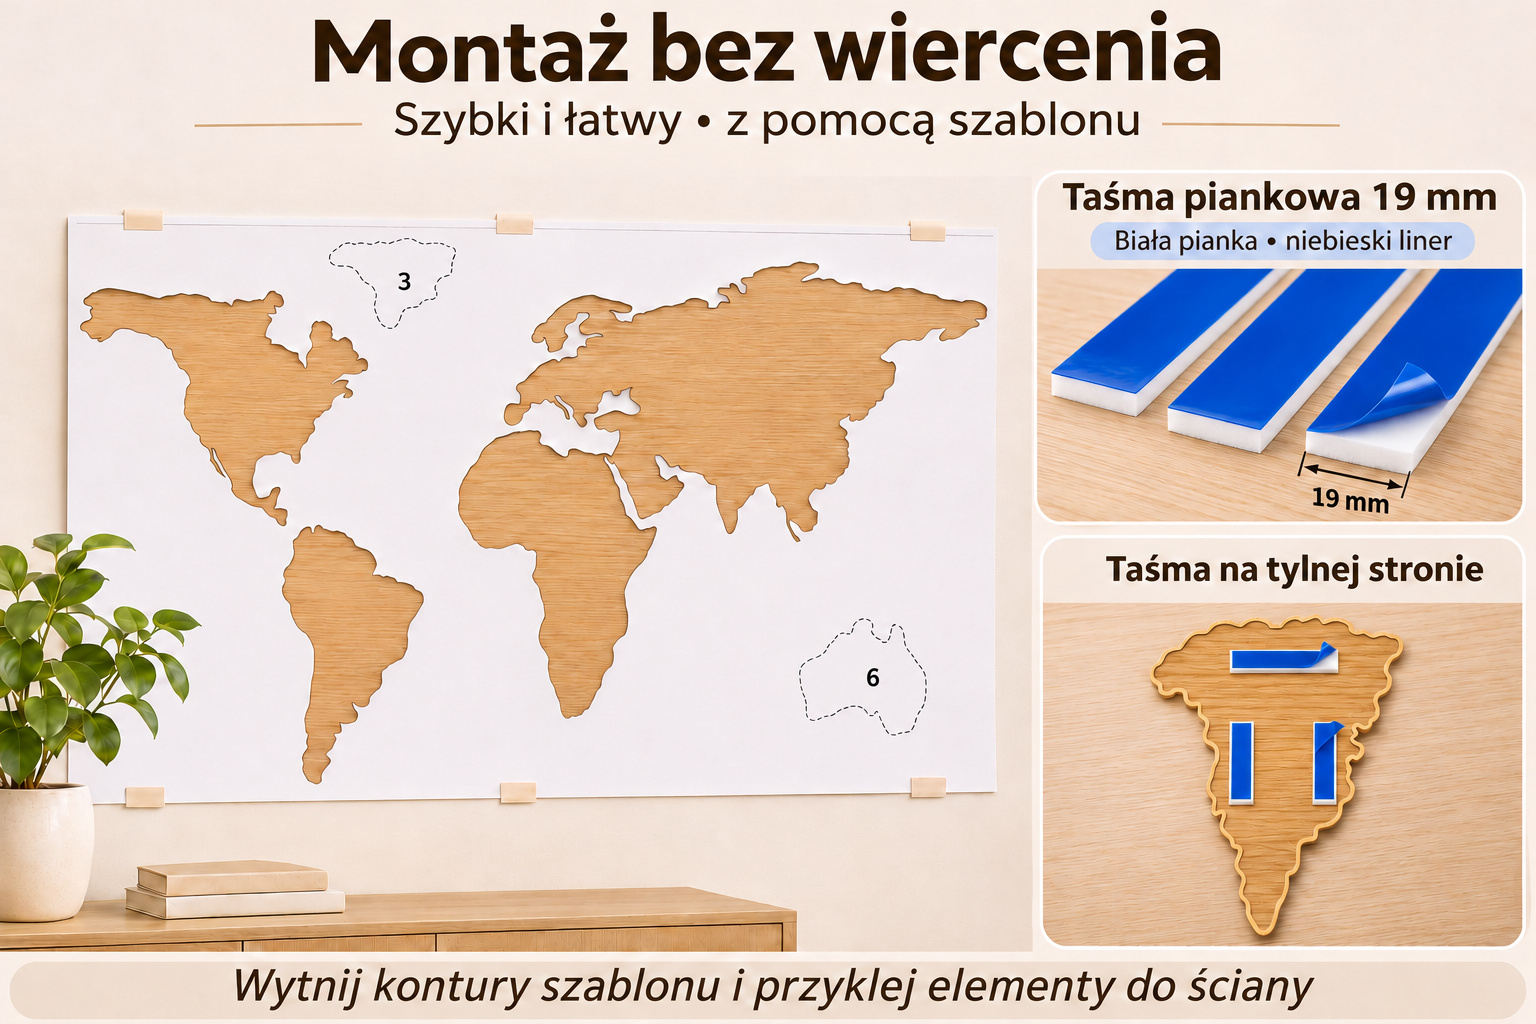 Montaż bez wiercenia
Szybki i łatwy • z pomocą szablonu
3
6
Taśma piankowa 19 mm
Biała pianka • niebieski liner
19 mm
Taśma na tylnej stronie
Wytnij kontury szablonu i przyklej elementy do ściany